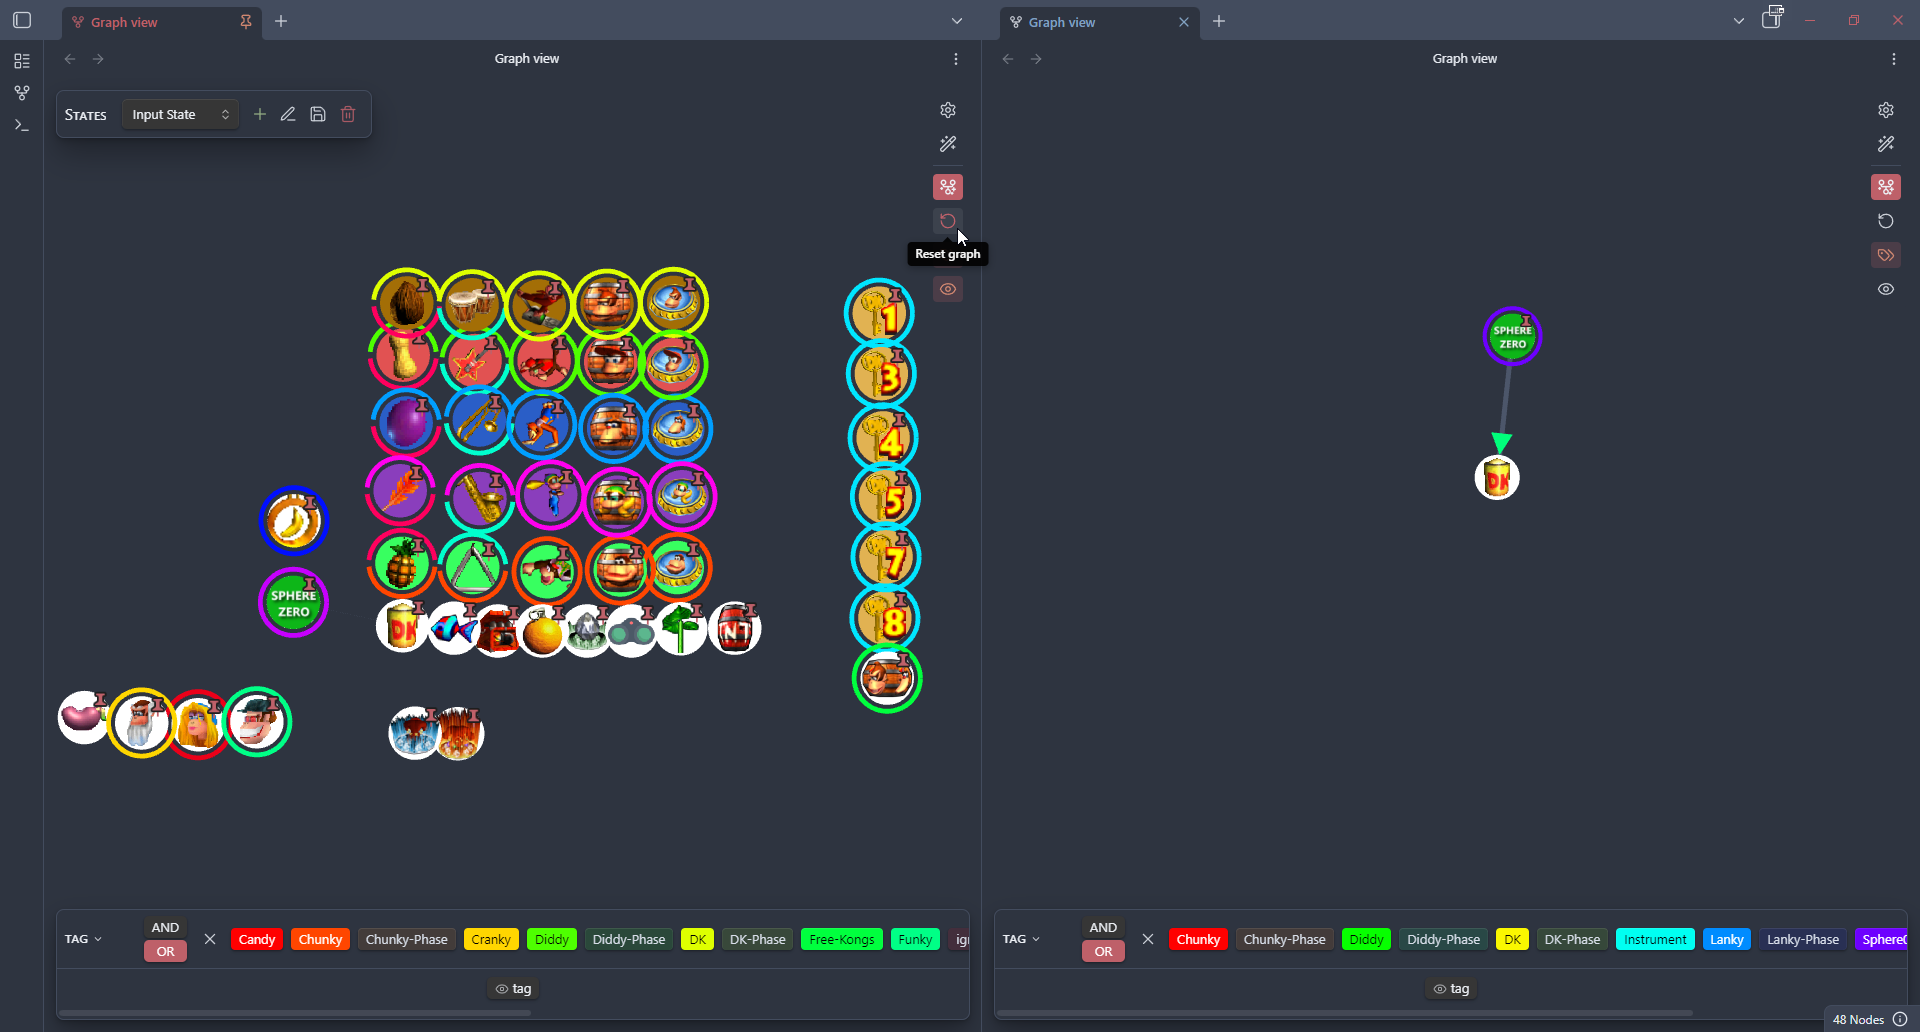 Graph view
Graph view
Graph view
Graph view
STATES
Input State
Reset graph
1
3
4
5
7
8
SPHERE
ZERO
DK
SPHERE
ZERO
DK
TAG
AND
OR
Candy
Chunky
Chunky-Phase
Cranky
Diddy
Diddy-Phase
DK
DK-Phase
Free-Kongs
Funky
tag
TAG
AND
OR
Chunky
Chunky-Phase
Diddy
Diddy-Phase
DK
DK-Phase
Instrument
Lanky
Lanky-Phase
tag
48 Nodes